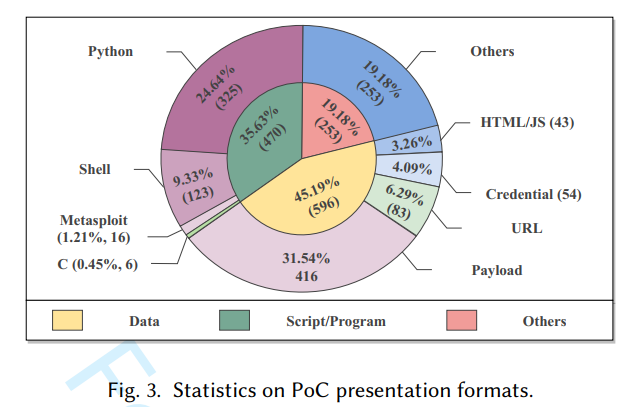 Python
Others
24.64%
(325)
19.18%
(253)
35.63%
(470)
19.18%
(253)
HTML/JS (43)
3.26%
Shell
9.33%
(123)
4.09%
Credential (54)
45.19%
(596)
6.29%
(83)
URL
Metasploit
(1.21%, 16)
C (0.45%, 6)
31.54%
416
Payload
Data
Script/Program
Others
Fig. 3. Statistics on PoC presentation formats.